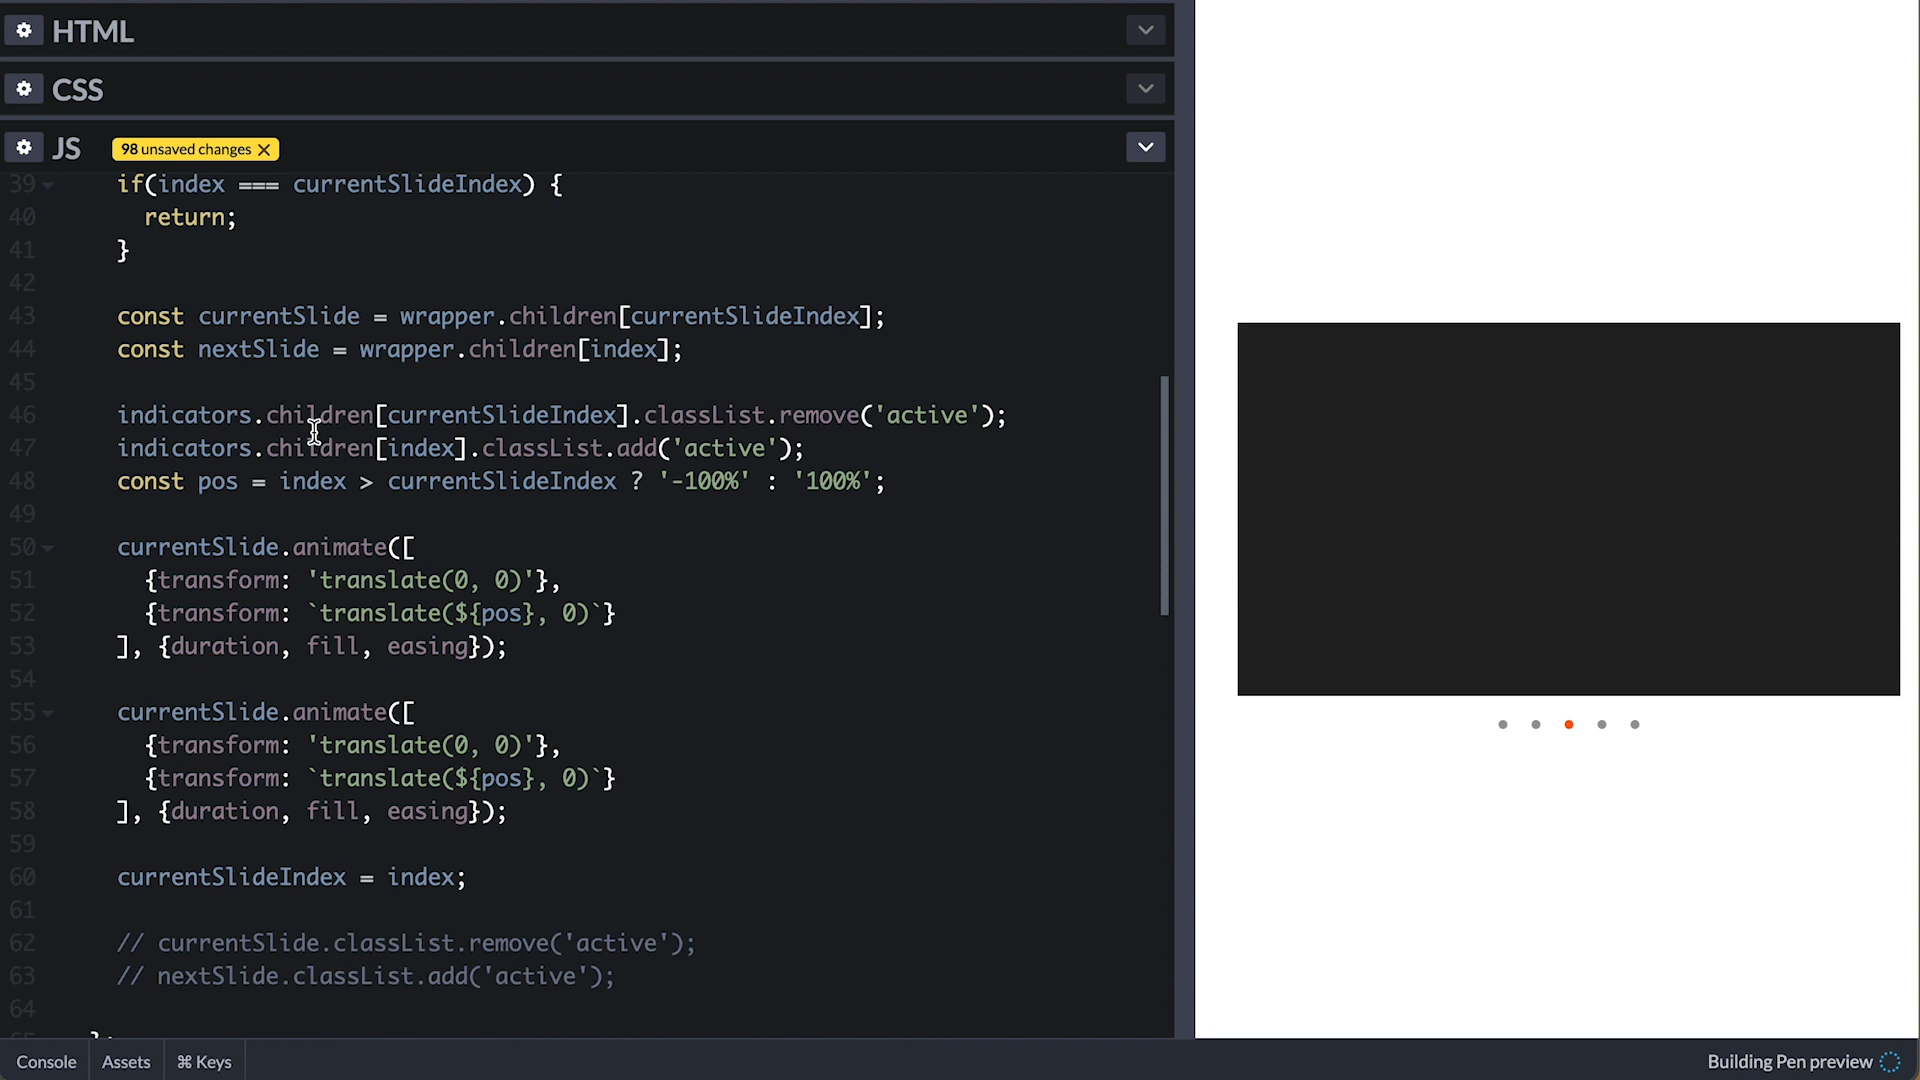 HTML
CSS
JS 98 unsaved changes
39 if(index === currentSlideIndex) {
40 return;
41 }
42
43 const currentSlide = wrapper.children[currentSlideIndex];
44 const nextSlide = wrapper.children[index];
45
46 indicators.children[currentSlideIndex].classList.remove('active');
47 indicators.children[index].classList.add('active');
48 const pos = index > currentSlideIndex ? '-100%' : '100%';
49
50 currentSlide.animate([
51 {transform: 'translate(0, 0)'},
52 {transform: `translate(${pos}, 0)`}
53 ], {duration, fill, easing});
54
55 currentSlide.animate([
56 {transform: 'translate(0, 0)'},
57 {transform: `translate(${pos}, 0)`}
58 ], {duration, fill, easing});
59
60 currentSlideIndex = index;
61
62 // currentSlide.classList.remove('active');
63 // nextSlide.classList.add('active');
64
Console Assets ⌘ Keys Building Pen preview